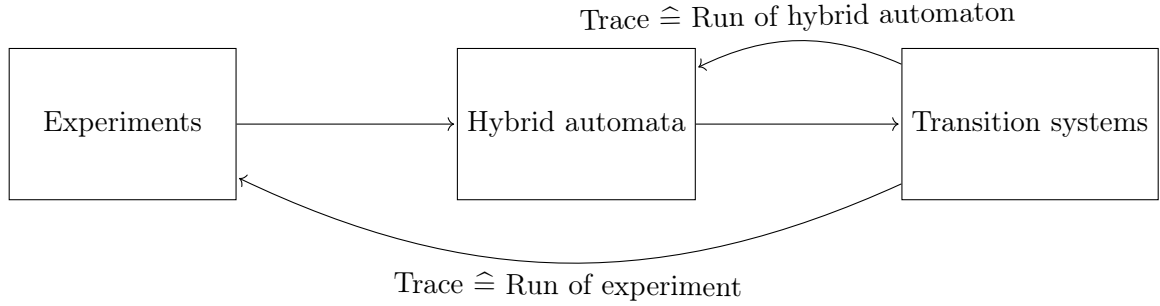 Trace ≙ Run of hybrid automaton
Experiments
Hybrid automata
Transition systems
Trace ≙ Run of experiment